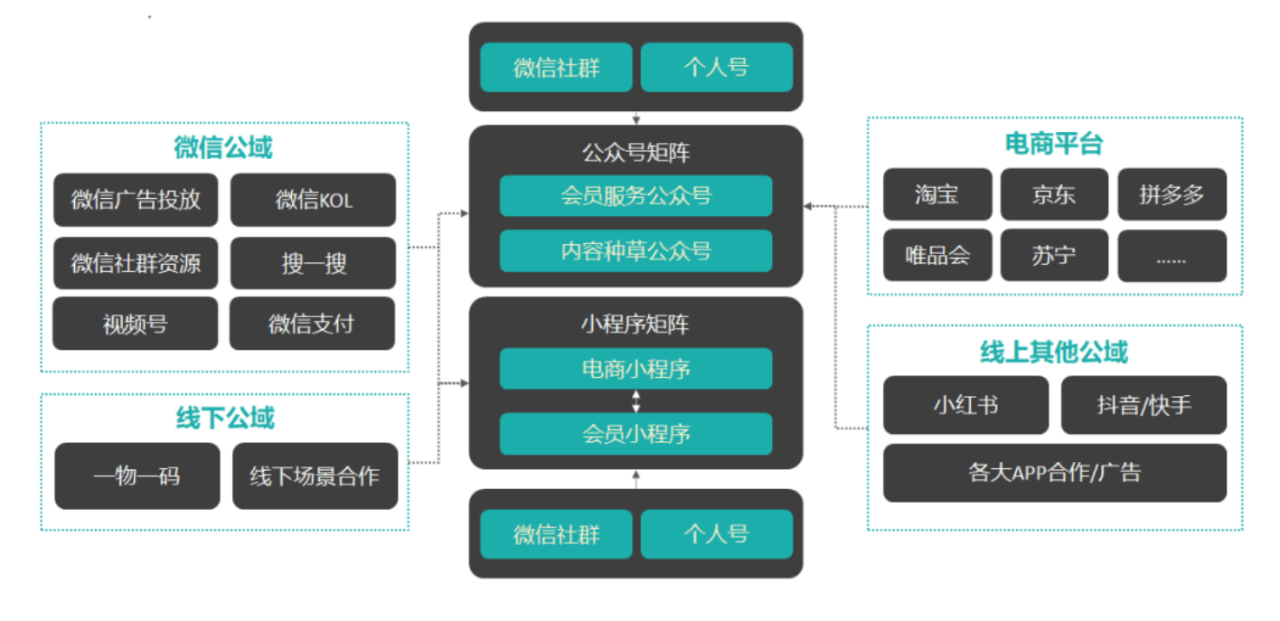 微信社群 个人号
微信公域
微信广告投放 微信KOL
微信社群资源 搜一搜
视频号 微信支付
线下公域
一物一码 线下场景合作
公众号矩阵
会员服务公众号
内容种草公众号
小程序矩阵
电商小程序
会员小程序
微信社群 个人号
电商平台
淘宝 京东 拼多多
唯品会 苏宁 ......
线上其他公域
小红书 抖音/快手
各大APP合作/广告